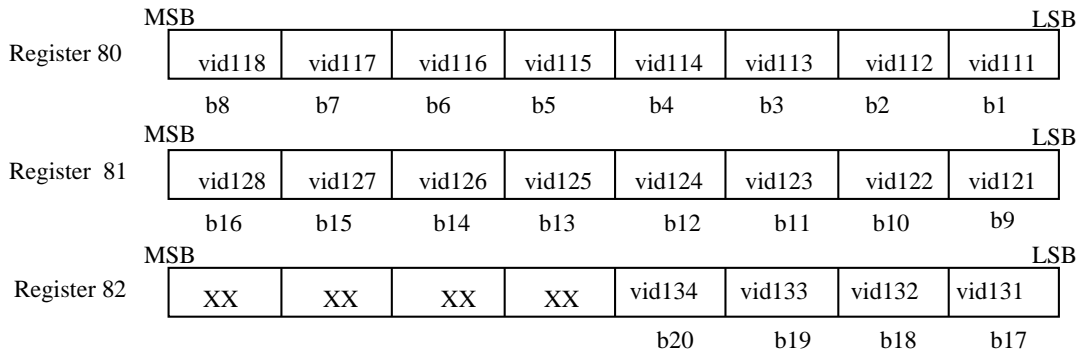 MSB LSB
Register 80 vid118 vid117 vid116 vid115 vid114 vid113 vid112 vid111
b8 b7 b6 b5 b4 b3 b2 b1
MSB LSB
Register 81 vid128 vid127 vid126 vid125 vid124 vid123 vid122 vid121
b16 b15 b14 b13 b12 b11 b10 b9
MSB LSB
Register 82 XX XX XX XX vid134 vid133 vid132 vid131
b20 b19 b18 b17